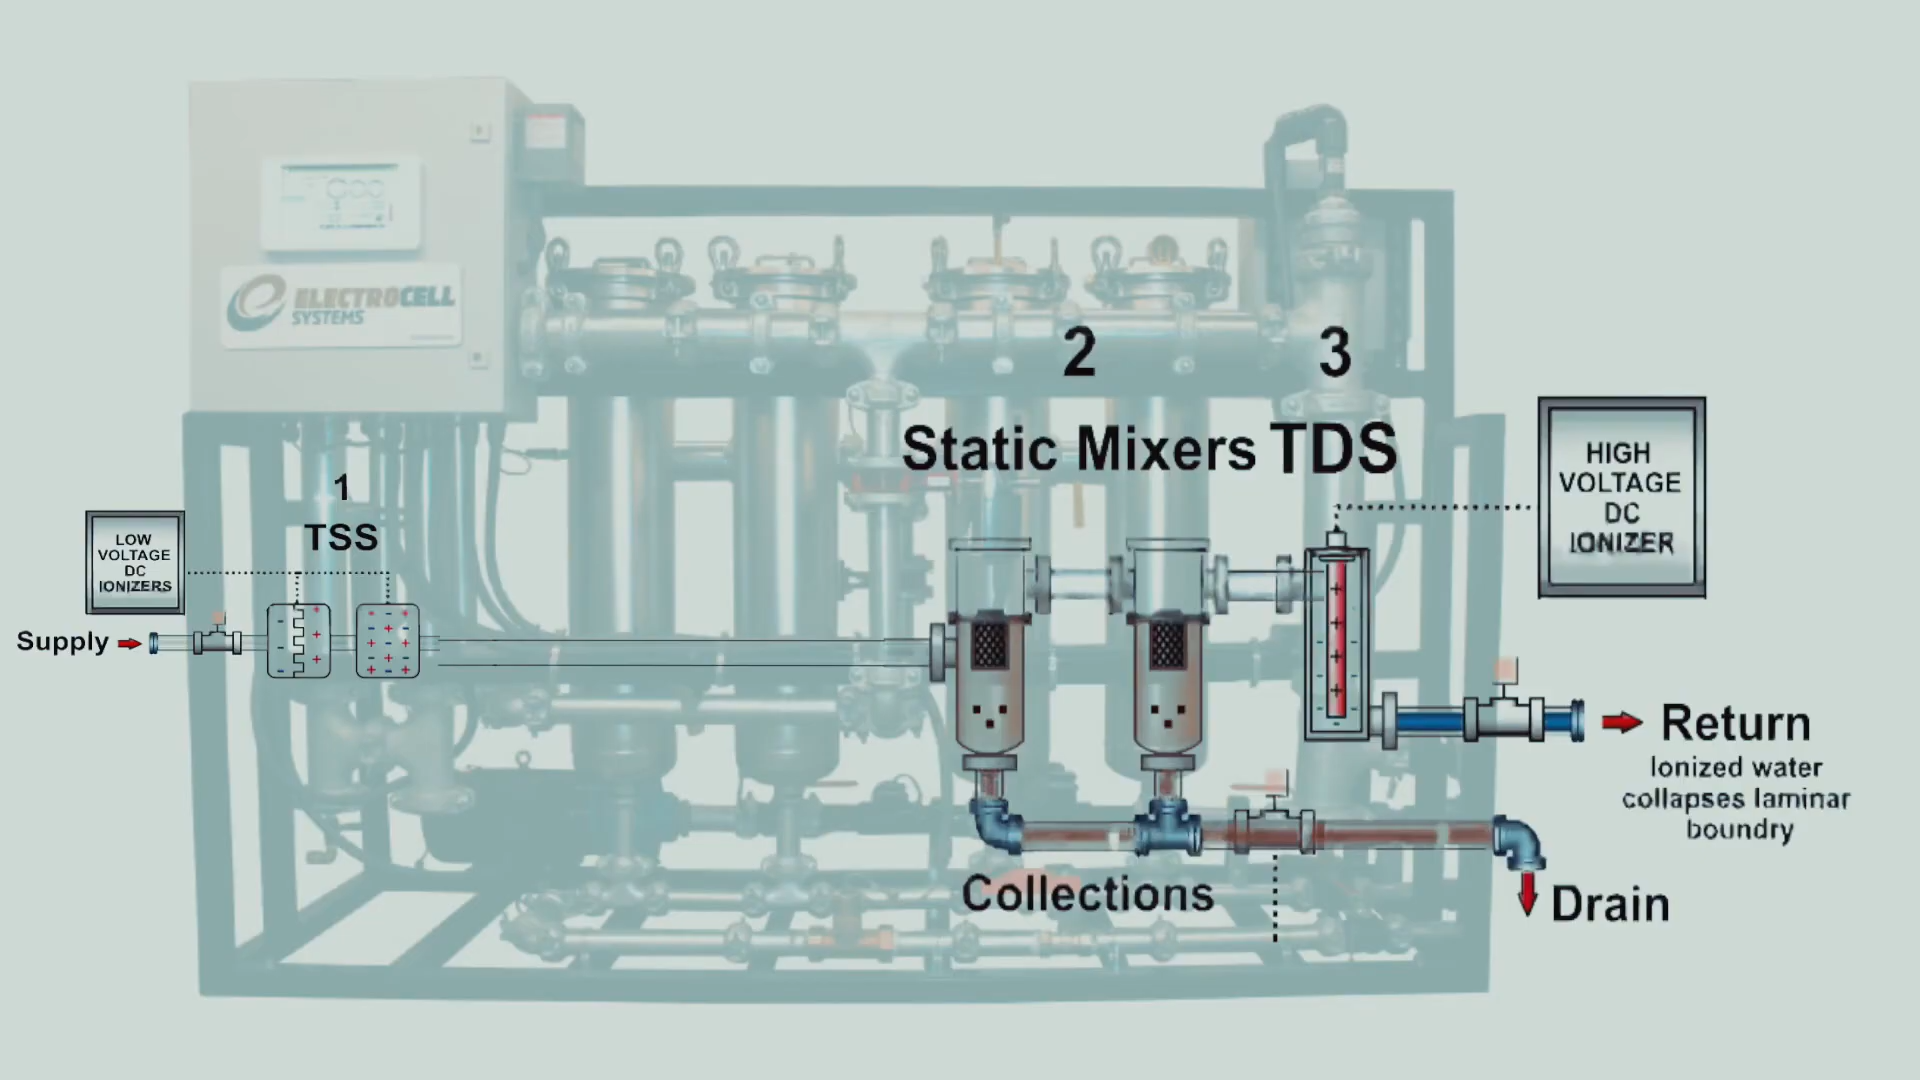 ELECTROCELL
SYSTEMS
2
3
Static Mixers
TDS
1
TSS
LOW
VOLTAGE
DC
IONIZERS
HIGH
VOLTAGE
DC
IONIZER
Supply
Return
Ionized water
collapses laminar
boundry
Collections
Drain